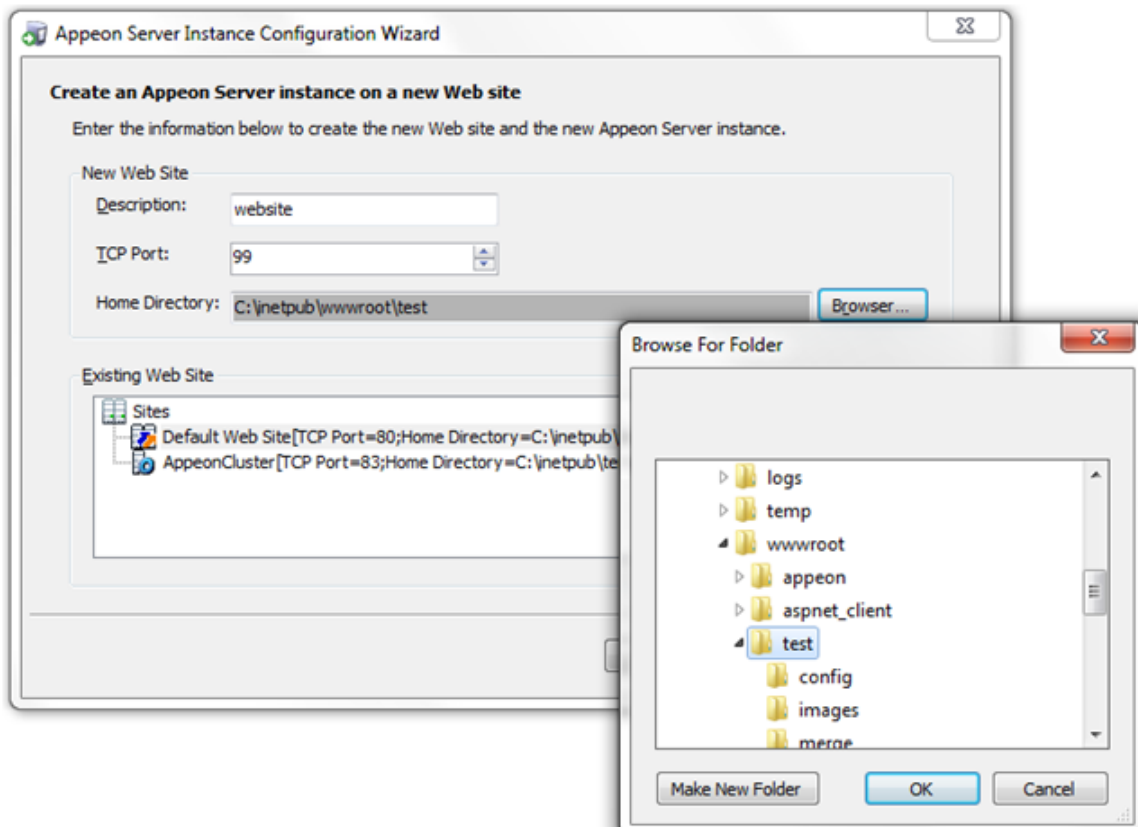 Appeon Server Instance Configuration Wizard
Create an Appeon Server instance on a new Web site
Enter the information below to create the new Web site and the new Appeon Server instance.
New Web Site
Description: website
TCP Port: 99
Home Directory: C:\inetpub\wwwroot\test Browser...
Existing Web Site
Sites
Default Web Site[TCP Port=80;Home Directory=C:\inetpub\
AppeonCluster[TCP Port=83;Home Directory=C:\inetpub\te
Browse For Folder
logs
temp
wwwroot
appeon
aspnet_client
test
config
images
merge
Make New Folder OK Cancel